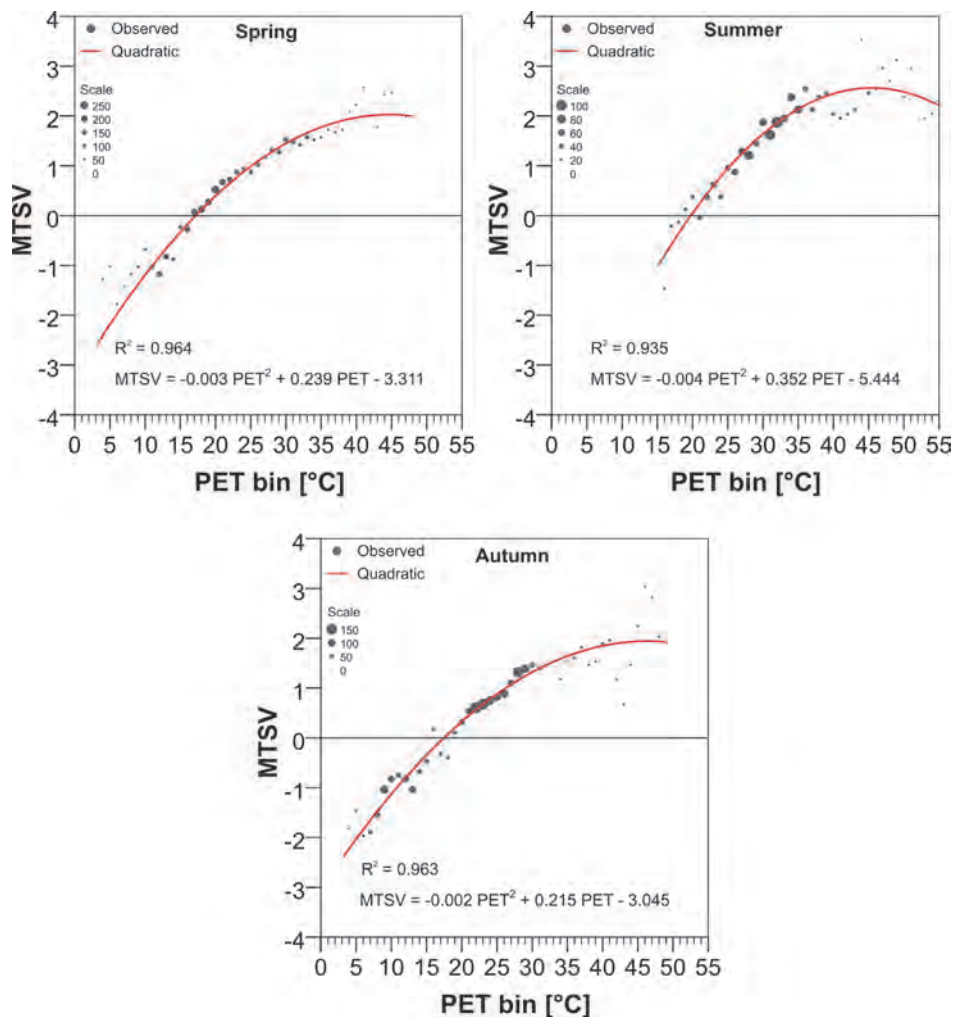 Spring
Observed
Quadratic
Scale
250
200
150
100
50
0
4
3
2
1
0
-1
-2
-3
-4
MTSV
R² = 0.964
MTSV = -0.003 PET² + 0.239 PET - 3.311
0 5 10 15 20 25 30 35 40 45 50 55
PET bin [°C]
Summer
Observed
Quadratic
Scale
100
80
60
40
20
0
4
3
2
1
0
-1
-2
-3
-4
MTSV
R² = 0.935
MTSV = -0.004 PET² + 0.352 PET - 5.444
0 5 10 15 20 25 30 35 40 45 50 55
PET bin [°C]
Autumn
Observed
Quadratic
Scale
150
100
50
0
4
3
2
1
0
-1
-2
-3
-4
MTSV
R² = 0.963
MTSV = -0.002 PET² + 0.215 PET - 3.045
0 5 10 15 20 25 30 35 40 45 50 55
PET bin [°C]